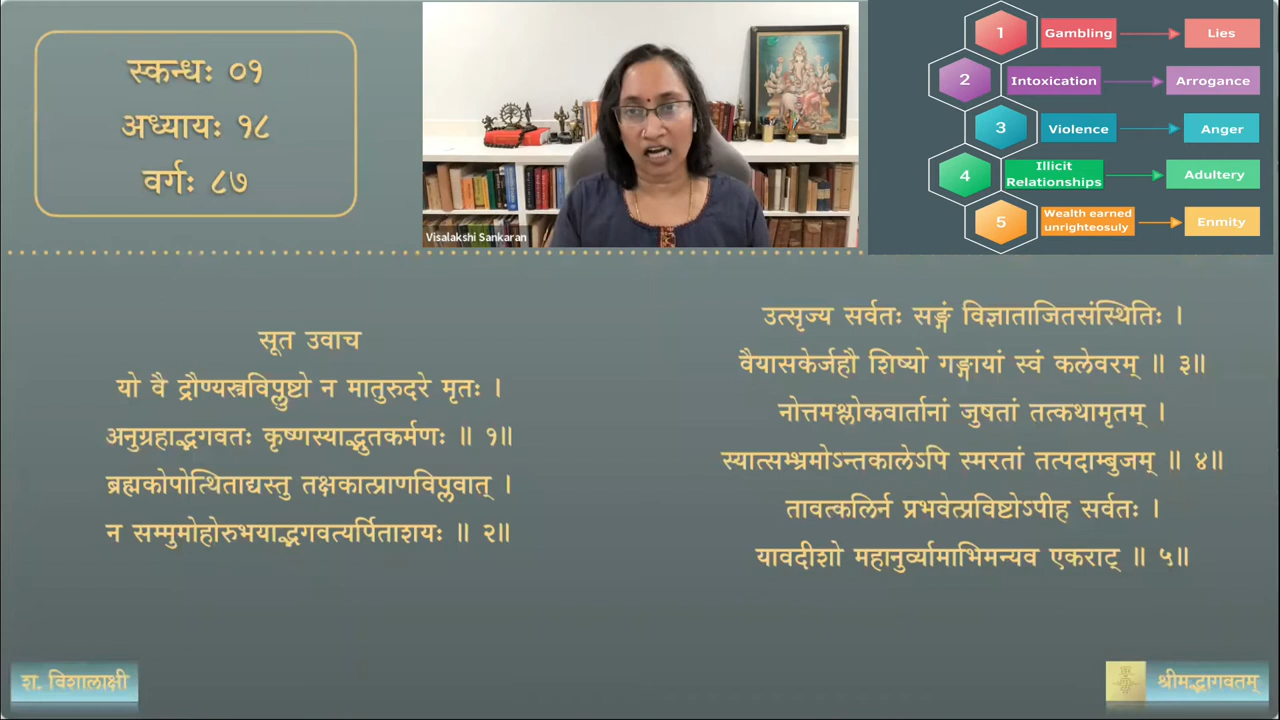 स्कन्धः ०१
अध्यायः १८
वर्गः ८७
Visalakshi Sankaran
1 Gambling Lies
2 Intoxication Arrogance
3 Violence Anger
4 Illicit Relationships Adultery
5 Wealth earned unrighteosuly Enmity
सूत उवाच
यो वै द्रौण्यस्त्रविप्लुष्टो न मातुरुदरे मृतः ।
अनुग्रहाद्भगवतः कृष्णस्याद्भुतकर्मणः ॥ १॥
ब्रह्मकोपोत्थिताद्यस्तु तक्षकात्प्राणविप्लवात् ।
न सम्मुमोहोरुभयाद्भगवत्यर्पिताशयः ॥ २॥
उत्सृज्य सर्वतः सङ्गं विज्ञाताजितसंस्थितिः ।
वैयासकेर्जहौ शिष्यो गङ्गायां स्वं कलेवरम् ॥ ३॥
नोत्तमश्लोकवार्तानां जुषतां तत्कथामृतम् ।
स्यात्सम्भ्रमोऽन्तकालेऽपि स्मरतां तत्पदाम्बुजम् ॥ ४॥
तावत्कलिर्न प्रभवेत्प्रविष्टोऽपीह सर्वतः ।
यावदीशो महानुर्व्यामाभिमन्यव एकराट् ॥ ५॥
श. विशालाक्षी
श्रीमद्भागवतम्